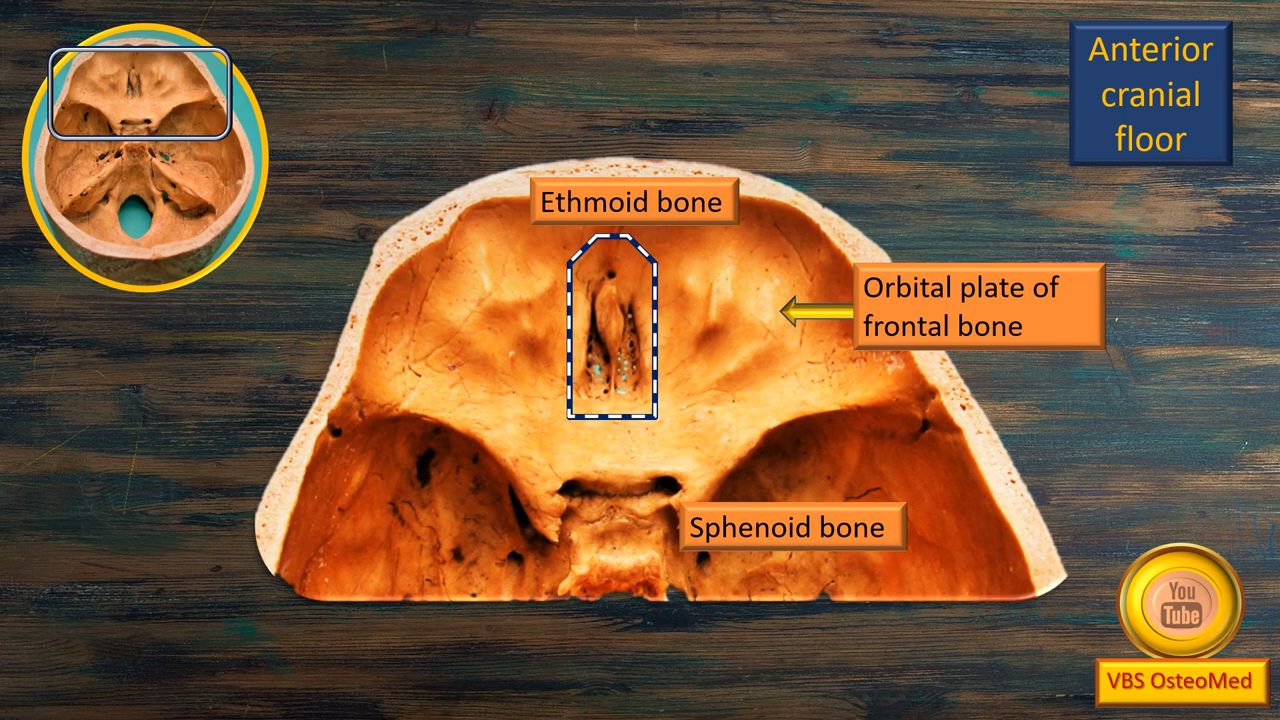 Anterior
cranial
floor
Ethmoid bone
Orbital plate of
frontal bone
Sphenoid bone
You
Tube
VBS OsteoMed